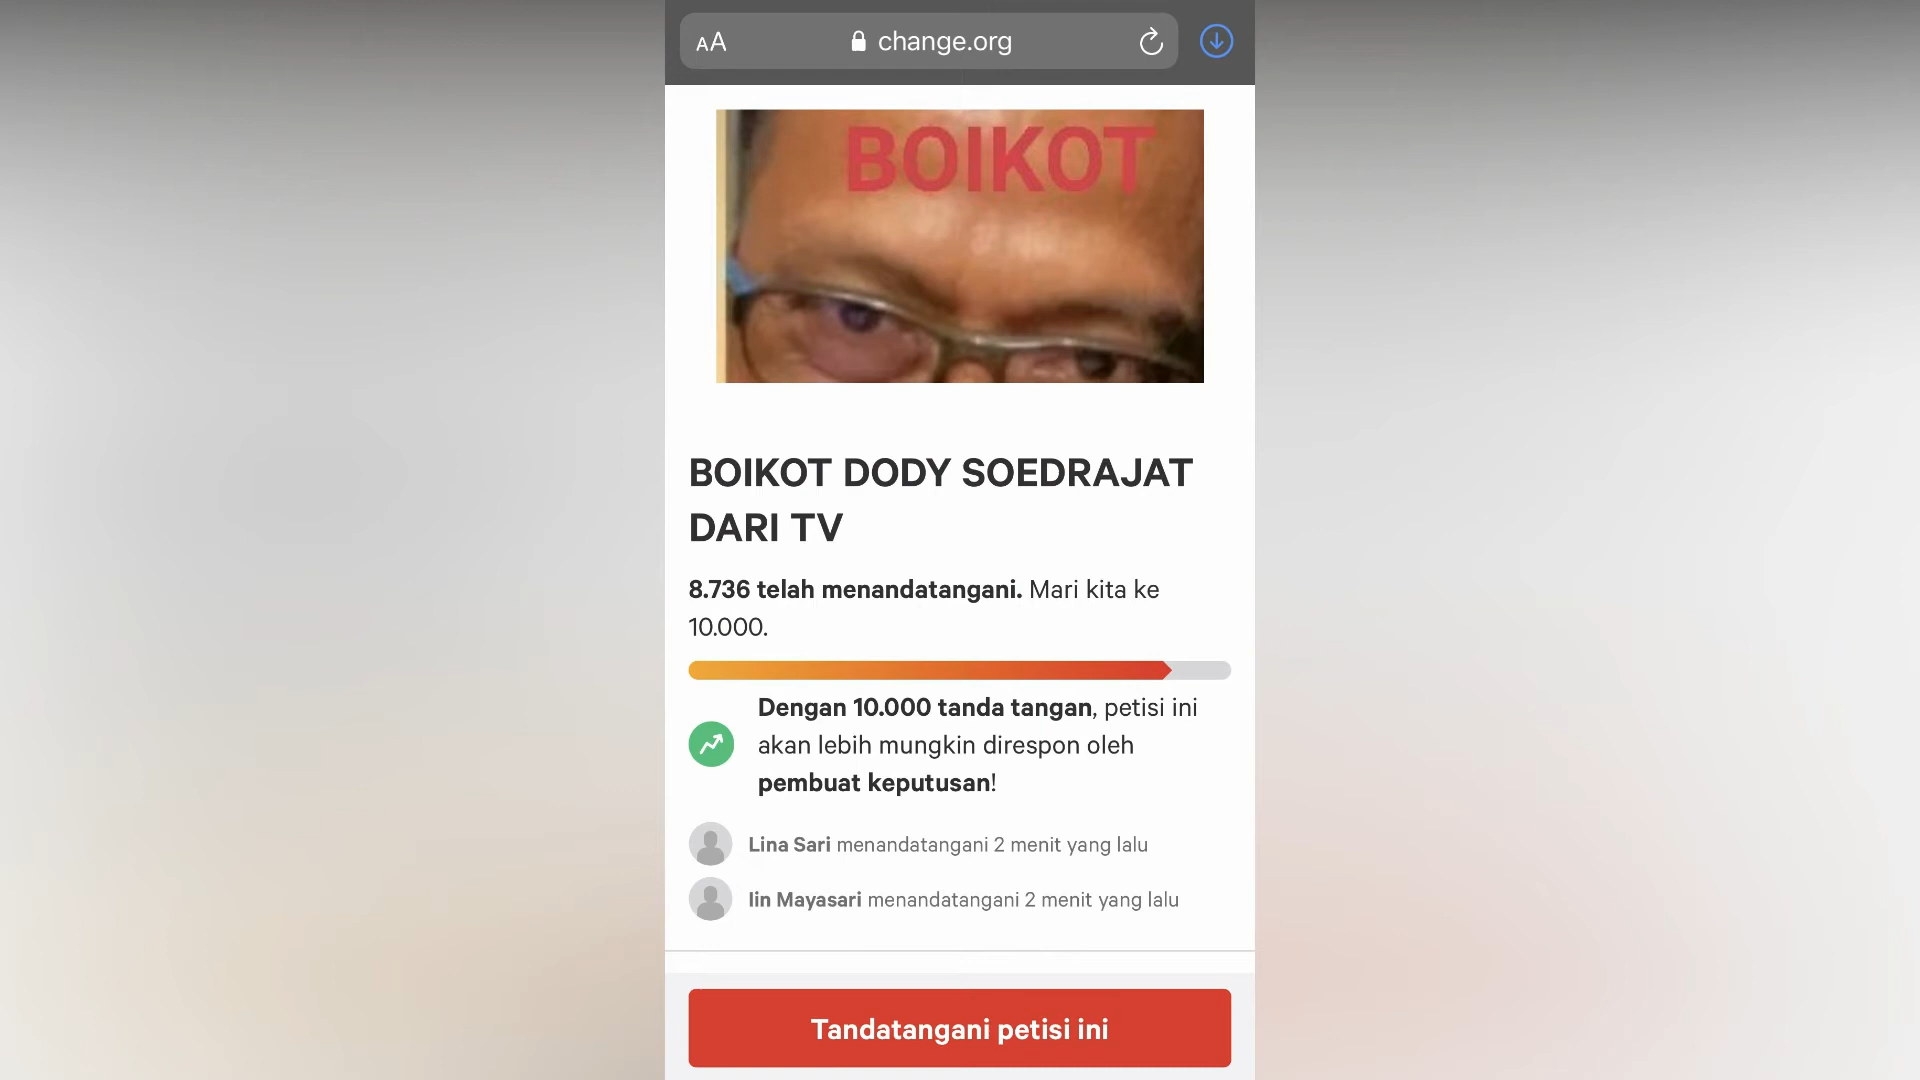 AA change.org
BOIKOT
BOIKOT DODY SOEDRAJAT
DARI TV
8.736 telah menandatangani. Mari kita ke
10.000.
Dengan 10.000 tanda tangan, petisi ini
akan lebih mungkin direspon oleh
pembuat keputusan!
Lina Sari menandatangani 2 menit yang lalu
Iin Mayasari menandatangani 2 menit yang lalu
Tandatangani petisi ini